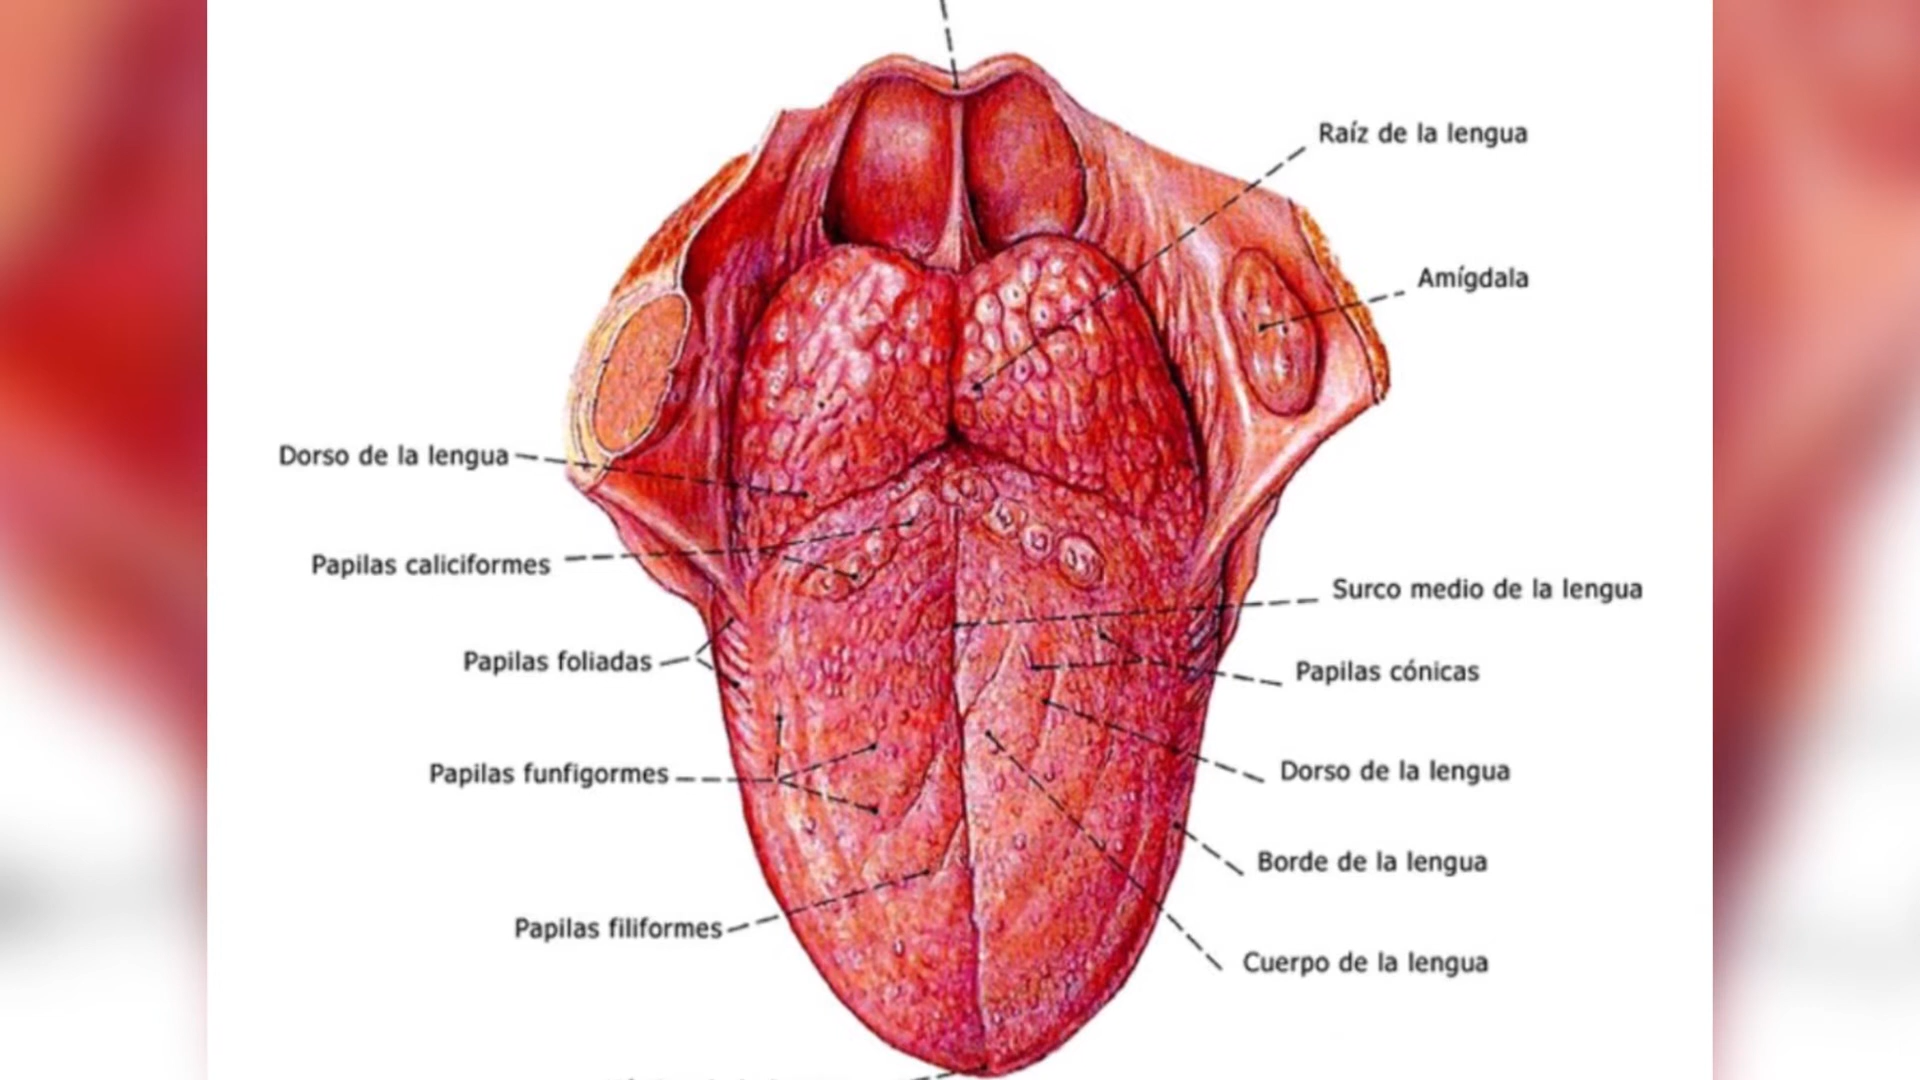 Raíz de la lengua
Amígdala
Dorso de la lengua
Papilas caliciformes
Surco medio de la lengua
Papilas foliadas
Papilas cónicas
Papilas funfigormes
Dorso de la lengua
Borde de la lengua
Papilas filiformes
Cuerpo de la lengua